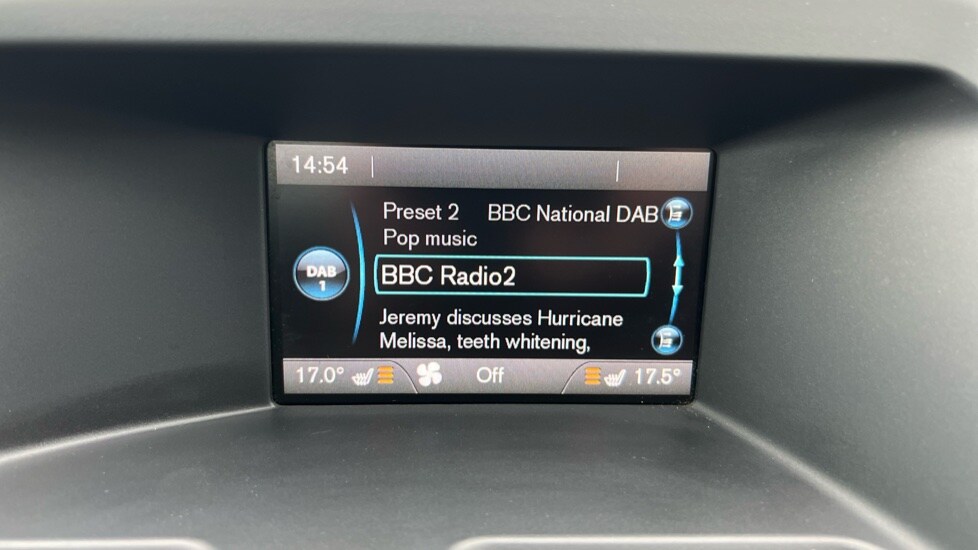 14:54
Preset 2 BBC National DAB
Pop music
DAB
1
BBC Radio2
Jeremy discusses Hurricane
Melissa, teeth whitening,
17.0° Off 17.5°